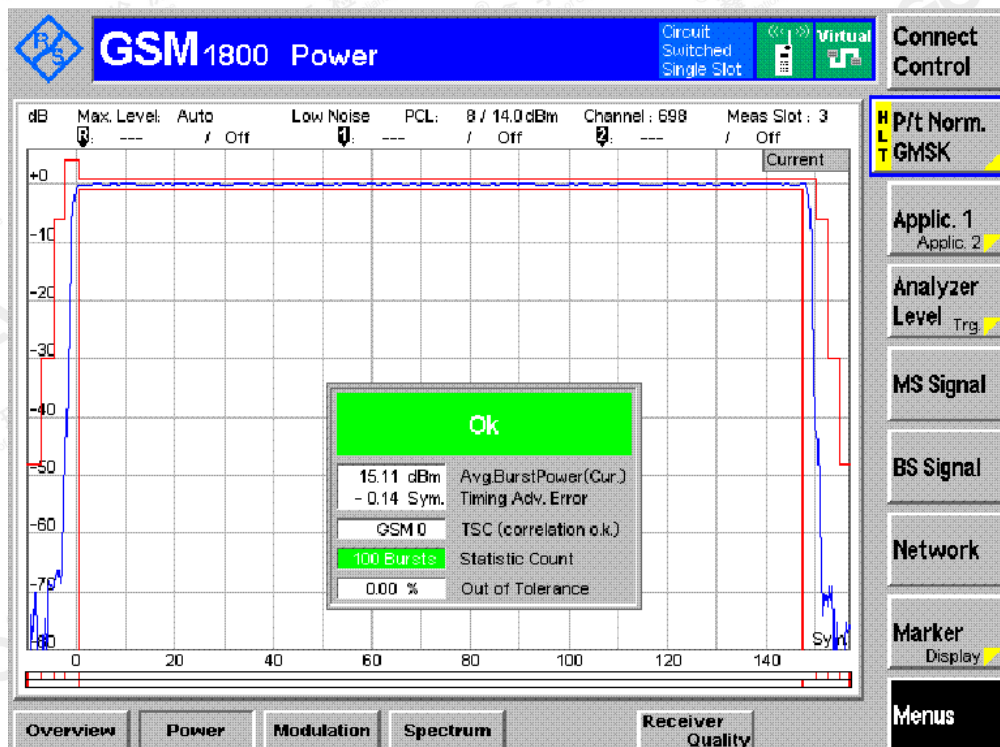 R/S
GSM1800 Power
Circuit
Switched
Single Slot
Virtual
Connect
Control
dB Max. Level: Auto Low Noise PCL: 8 / 14.0 dBm Channel : 698 Meas Slot : 3
R: --- / Off 1: --- / Off 2: --- / Off
HLT
P/t Norm.
GMSK
Current
+0
-10
-20
-30
-40
-50
-60
-70
-80
Applic. 1
Applic. 2
Analyzer
Level Trg.
MS Signal
BS Signal
Network
Marker
Display
Menus
Ok
15.11 dBm Avg.BurstPower(Cur.)
- 0.14 Sym. Timing Adv. Error
GSM 0 TSC (correlation o.k.)
100 Bursts Statistic Count
0.00 % Out of Tolerance
0 20 40 60 80 100 120 140
Overview Power Modulation Spectrum Receiver
Quality